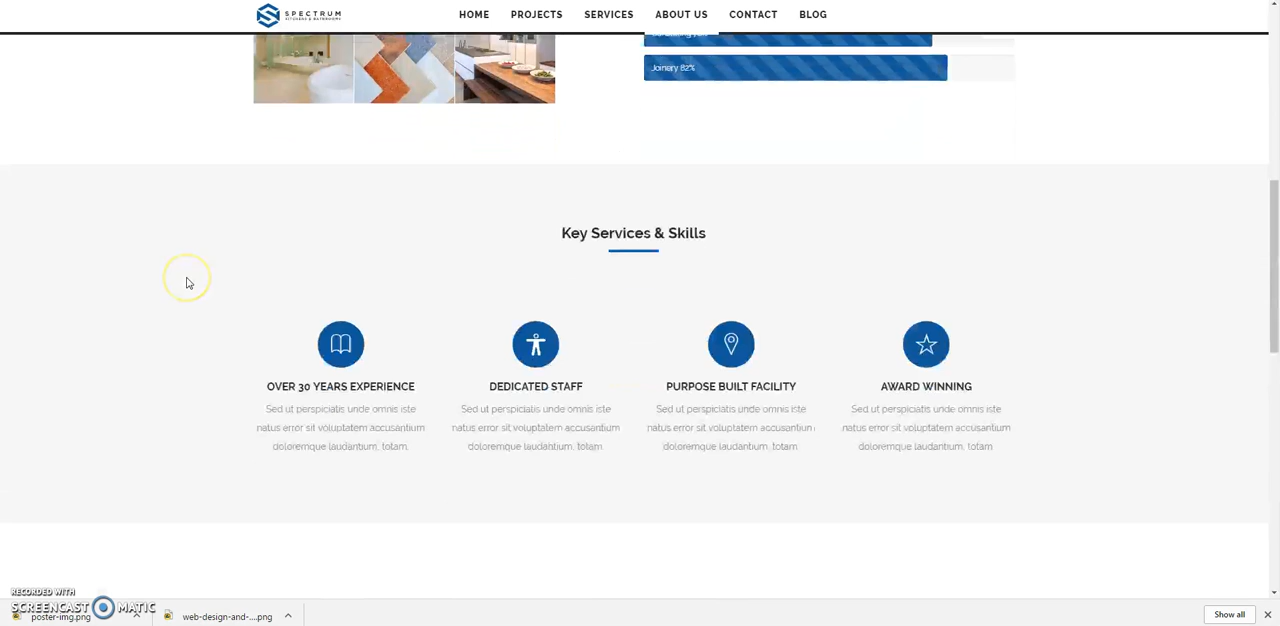 SPECTRUM
KITCHENS & BATHROOMS
HOME PROJECTS SERVICES ABOUT US CONTACT BLOG
Joinery 82%
Key Services & Skills
OVER 30 YEARS EXPERIENCE
Sed ut perspiciatis unde omnis iste
natus error sit voluptatem accusantium
doloremque laudantium, totam.
DEDICATED STAFF
Sed ut perspiciatis unde omnis iste
natus error sit voluptatem accusantium
doloremque laudantium, totam
PURPOSE BUILT FACILITY
Sed ut perspiciatis unde omnis iste
natus error sit voluptatem accusantium
doloremque laudantium, totam
AWARD WINNING
Sed ut perspiciatis unde omnis iste
natus error sit voluptatem accusantium
doloremque laudantium, totam
RECORDED WITH
SCREENCAST MATIC
poster-img.png
web-design-and-....png
Show all